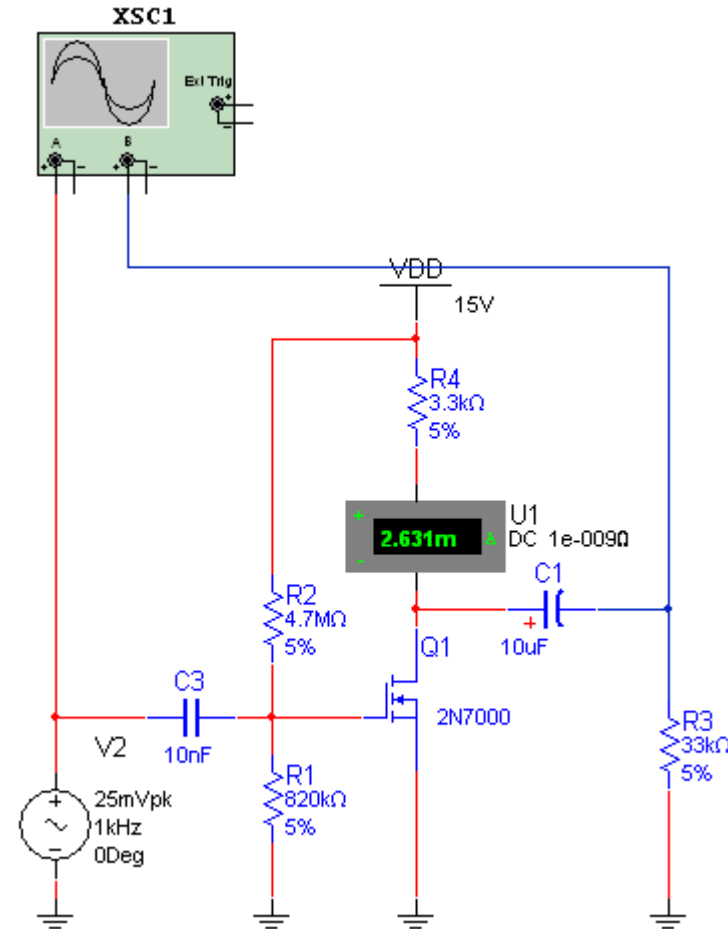 XSC1
Ext Trig
+
-
A
B
+ - + -
VDD
15V
R4
3.3kΩ
5%
+
2.631m A
-
U1
DC 1e-009Ω
C1
+
10uF
R2
4.7MΩ
5%
Q1
2N7000
C3
10nF
V2
25mVpk
1kHz
0Deg
R1
820kΩ
5%
R3
33kΩ
5%